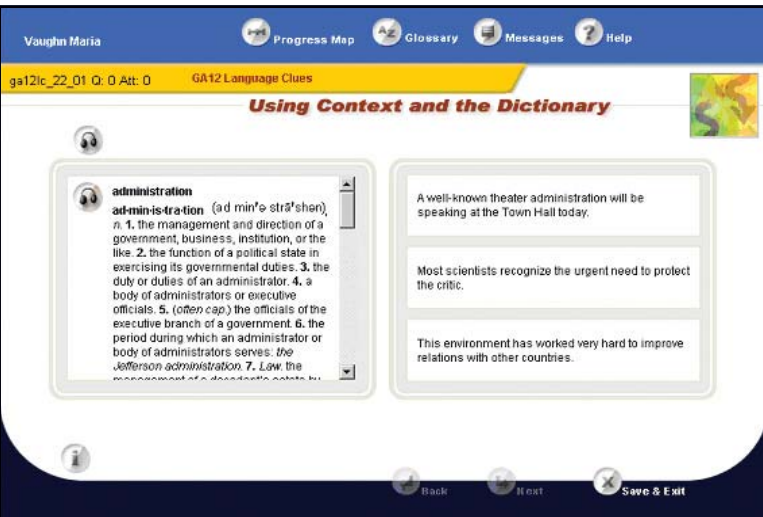 Vaughn Maria
Progress Map
Glossary
Messages
Help
ga12lc_22_01 Q: 0 Att: 0
GA12 Language Clues
Using Context and the Dictionary
administration
ad·min·is·tra·tion (ad min′ə strā′shən),
n. 1. the management and direction of a
government, business, institution, or the
like. 2. the function of a political state in
exercising its governmental duties. 3. the
duty or duties of an administrator. 4. a
body of administrators or executive
officials. 5. (often cap.) the officials of the
executive branch of a government. 6. the
period during which an administrator or
body of administrators serves: the
Jefferson administration. 7. Law. the
management of a decedent's estate by
A well-known theater administration will be
speaking at the Town Hall today.
Most scientists recognize the urgent need to protect
the critic.
This environment has worked very hard to improve
relations with other countries.
Back
Next
Save & Exit